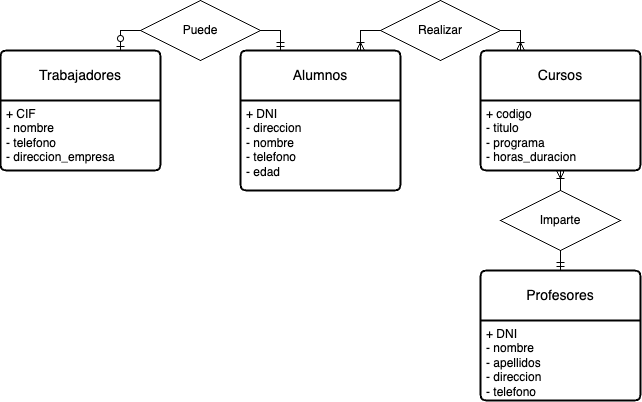 Puede
Realizar
Trabajadores
+ CIF
- nombre
- telefono
- direccion_empresa
Alumnos
+ DNI
- direccion
- nombre
- telefono
- edad
Cursos
+ codigo
- titulo
- programa
- horas_duracion
Imparte
Profesores
+ DNI
- nombre
- apellidos
- direccion
- telefono